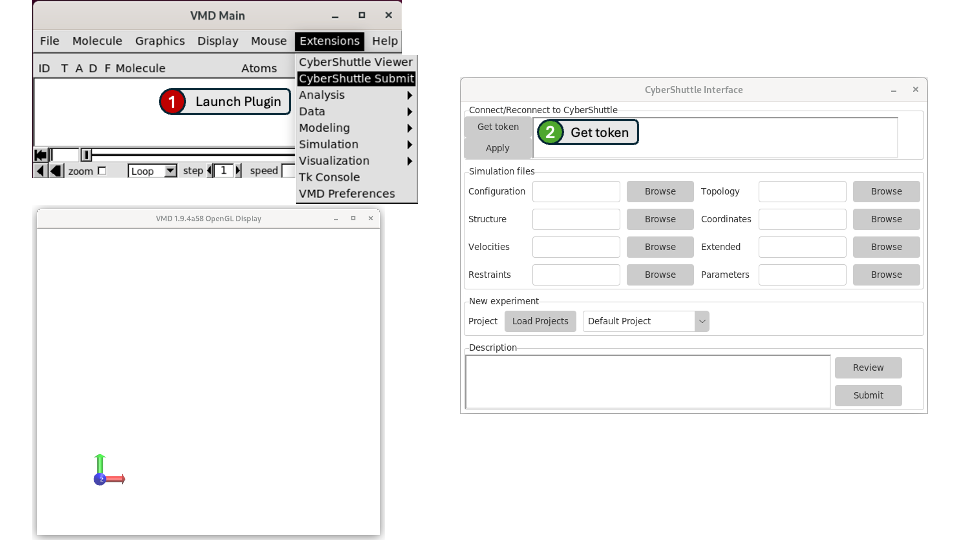 VMD Main
File Molecule Graphics Display Mouse Extensions Help
ID T A D F Molecule Atoms
CyberShuttle Viewer
CyberShuttle Submit
Analysis
Data
Modeling
Simulation
Visualization
Tk Console
VMD Preferences
1 Launch Plugin
zoom Loop step 1 speed
VMD 1.9.4a58 OpenGL Display
CyberShuttle Interface
Connect/Reconnect to CyberShuttle
Get token
2 Get token
Apply
Simulation files
Configuration Browse Topology Browse
Structure Browse Coordinates Browse
Velocities Browse Extended Browse
Restraints Browse Parameters Browse
New experiment
Project Load Projects Default Project
Description
Review
Submit